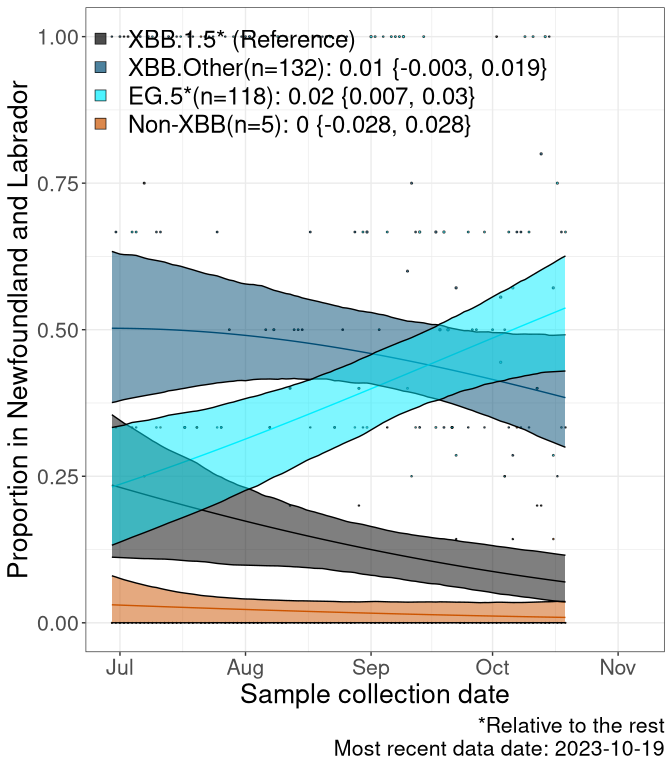 1.00
XBB.1.5* (Reference)
XBB.Other(n=132): 0.01 {-0.003, 0.019}
EG.5*(n=118): 0.02 {0.007, 0.03}
Non-XBB(n=5): 0 {-0.028, 0.028}
Proportion in Newfoundland and Labrador
0.75
0.50
0.25
0.00
Jul Aug Sep Oct Nov
Sample collection date
*Relative to the rest
Most recent data date: 2023-10-19